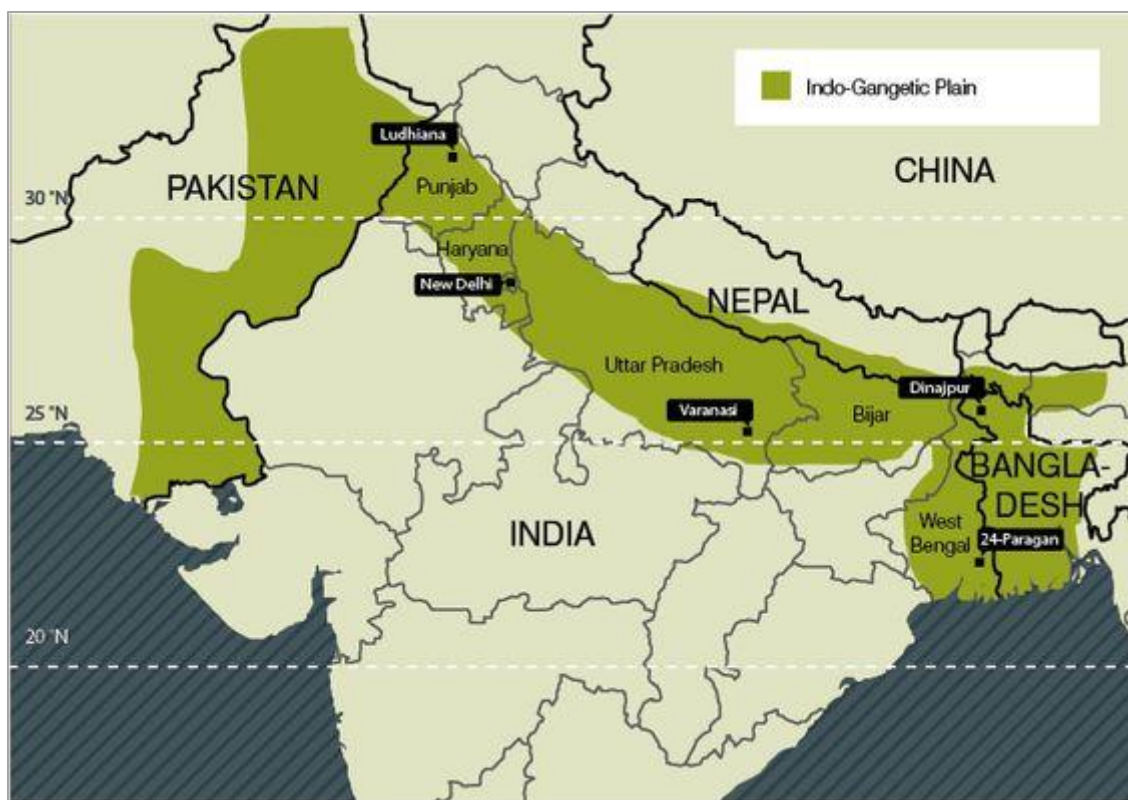 Indo-Gangetic Plain
Ludhiana
PAKISTAN
Punjab
CHINA
30 °N
Haryana
New Delhi
NEPAL
Uttar Pradesh
Dinajpur
25 °N
Varanasi
Bijar
BANGLA-
DESH
INDIA
West
Bengal
24-Paragan
20 °N